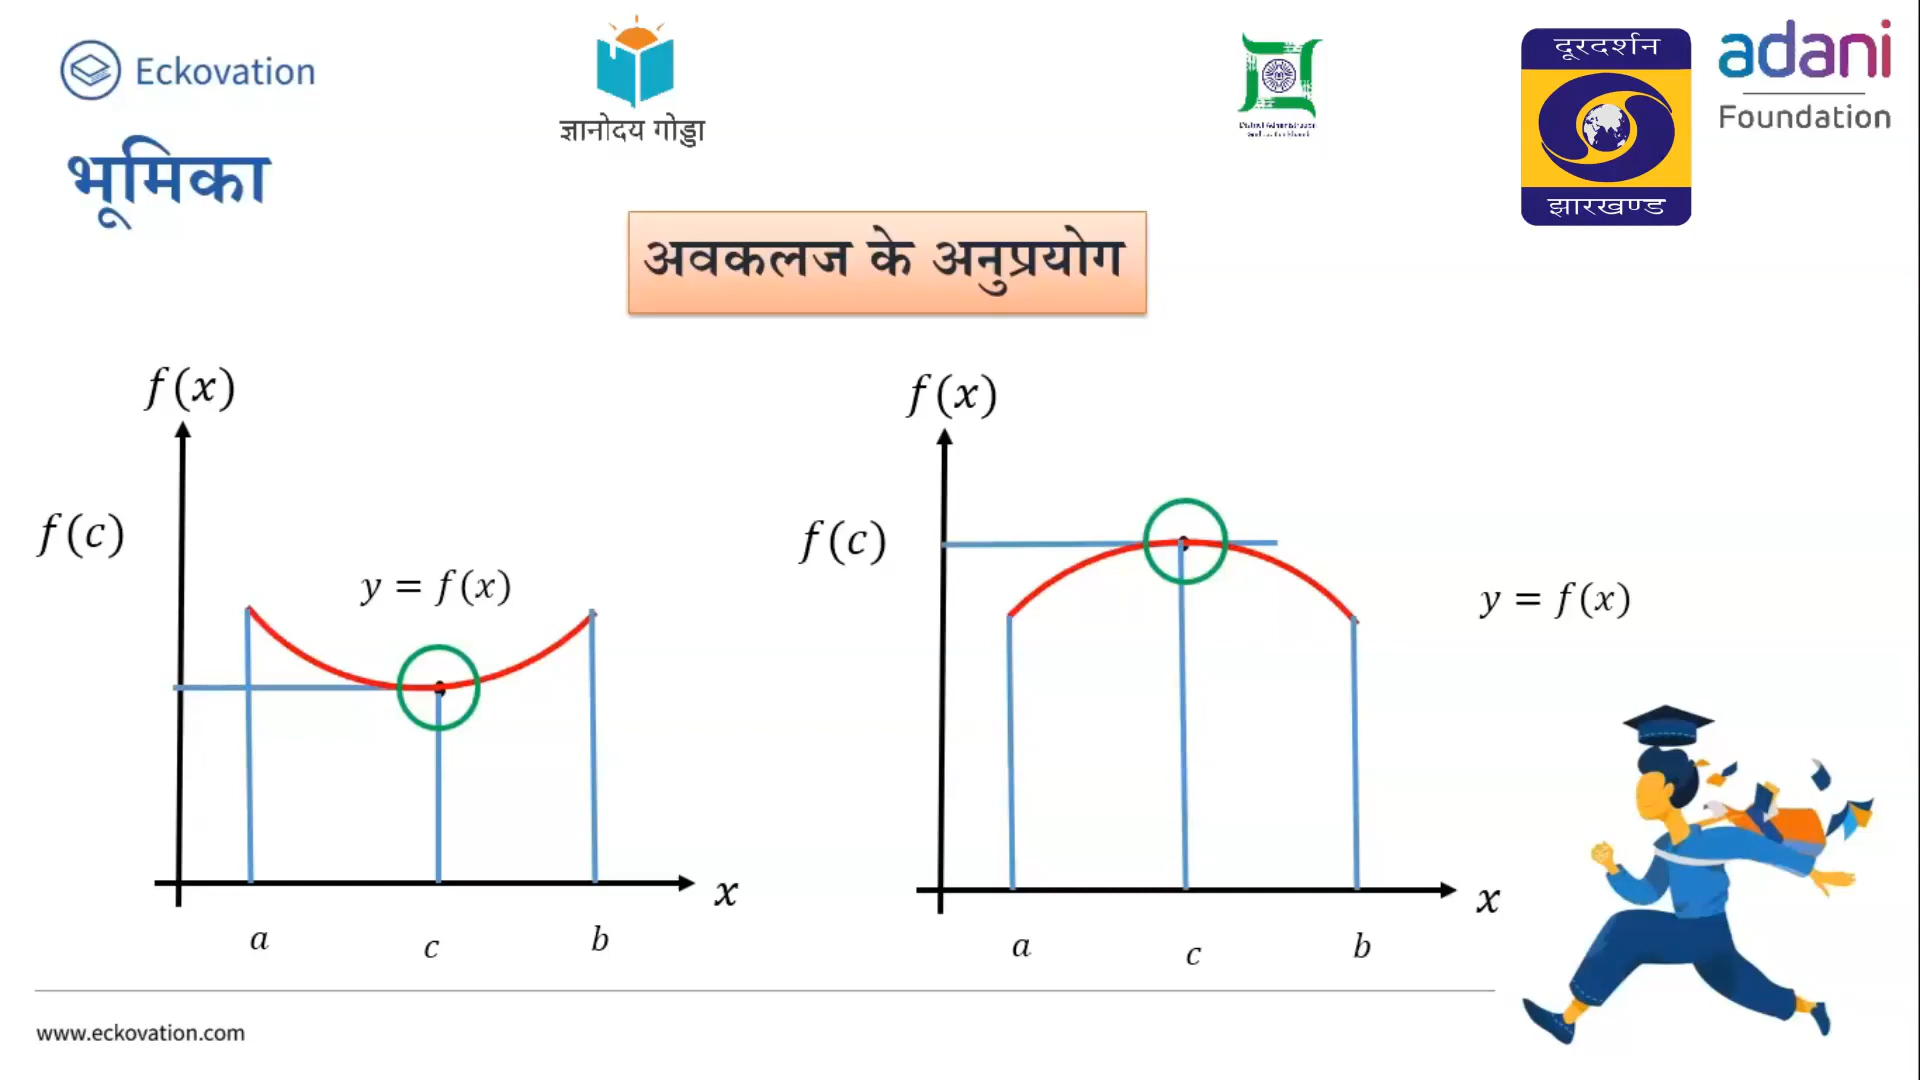 Eckovation
ज्ञानोदय गोड्डा
दूरदर्शन
झारखण्ड
adani
Foundation
भूमिका
अवकलज के अनुप्रयोग
f(x)
f(c)
y = f(x)
x
a
c
b
f(x)
f(c)
y = f(x)
x
a
c
b
www.eckovation.com